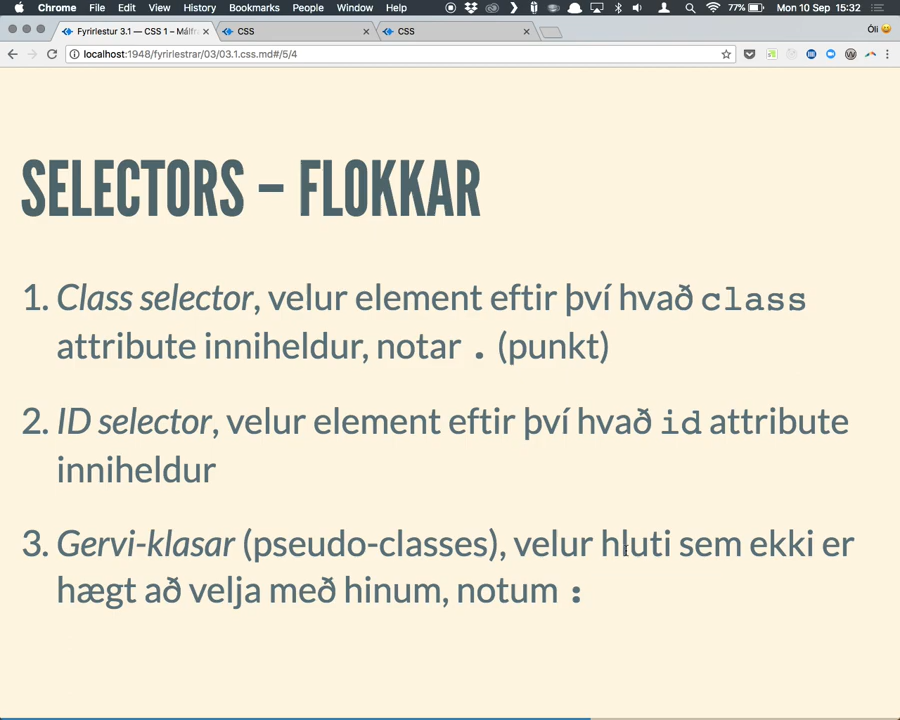 Chrome File Edit View History Bookmarks People Window Help 77% Mon 10 Sep 15:32
Fyrirlestur 3.1 — CSS 1 – Málfr CSS CSS Óli
localhost:1948/fyrirlestrar/03/03.1.css.md#/5/4
SELECTORS – FLOKKAR
1. Class selector, velur element eftir því hvað class
attribute inniheldur, notar . (punkt)
2. ID selector, velur element eftir því hvað id attribute
inniheldur
3. Gervi-klasar (pseudo-classes), velur hluti sem ekki er
hægt að velja með hinum, notum :